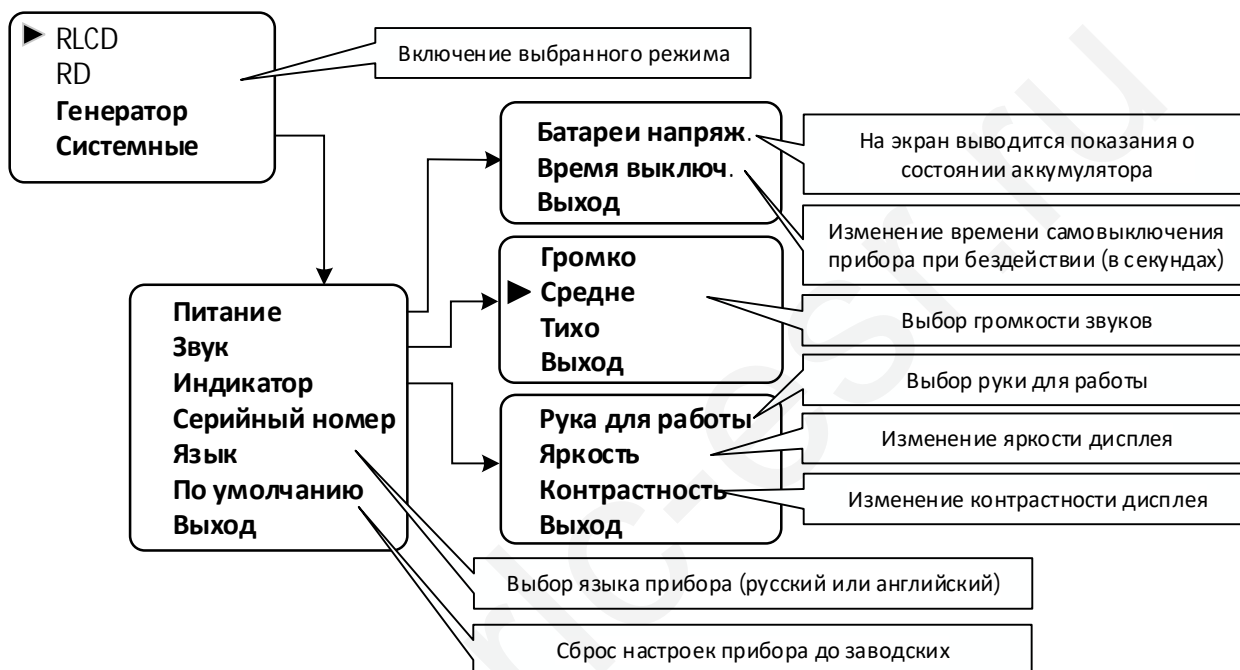 RLCD
RD
Генератор
Системные
Включение выбранного режима
Батареи напряж.
Время выключ.
Выход
На экран выводится показания о
состоянии аккумулятора
Изменение времени самовыключения
прибора при бездействии (в секундах)
Громко
Средне
Тихо
Выход
Выбор громкости звуков
Питание
Звук
Индикатор
Серийный номер
Язык
По умолчанию
Выход
Рука для работы
Яркость
Контрастность
Выход
Выбор руки для работы
Изменение яркости дисплея
Изменение контрастности дисплея
Выбор языка прибора (русский или английский)
Сброс настроек прибора до заводских
rlc-esr.ru